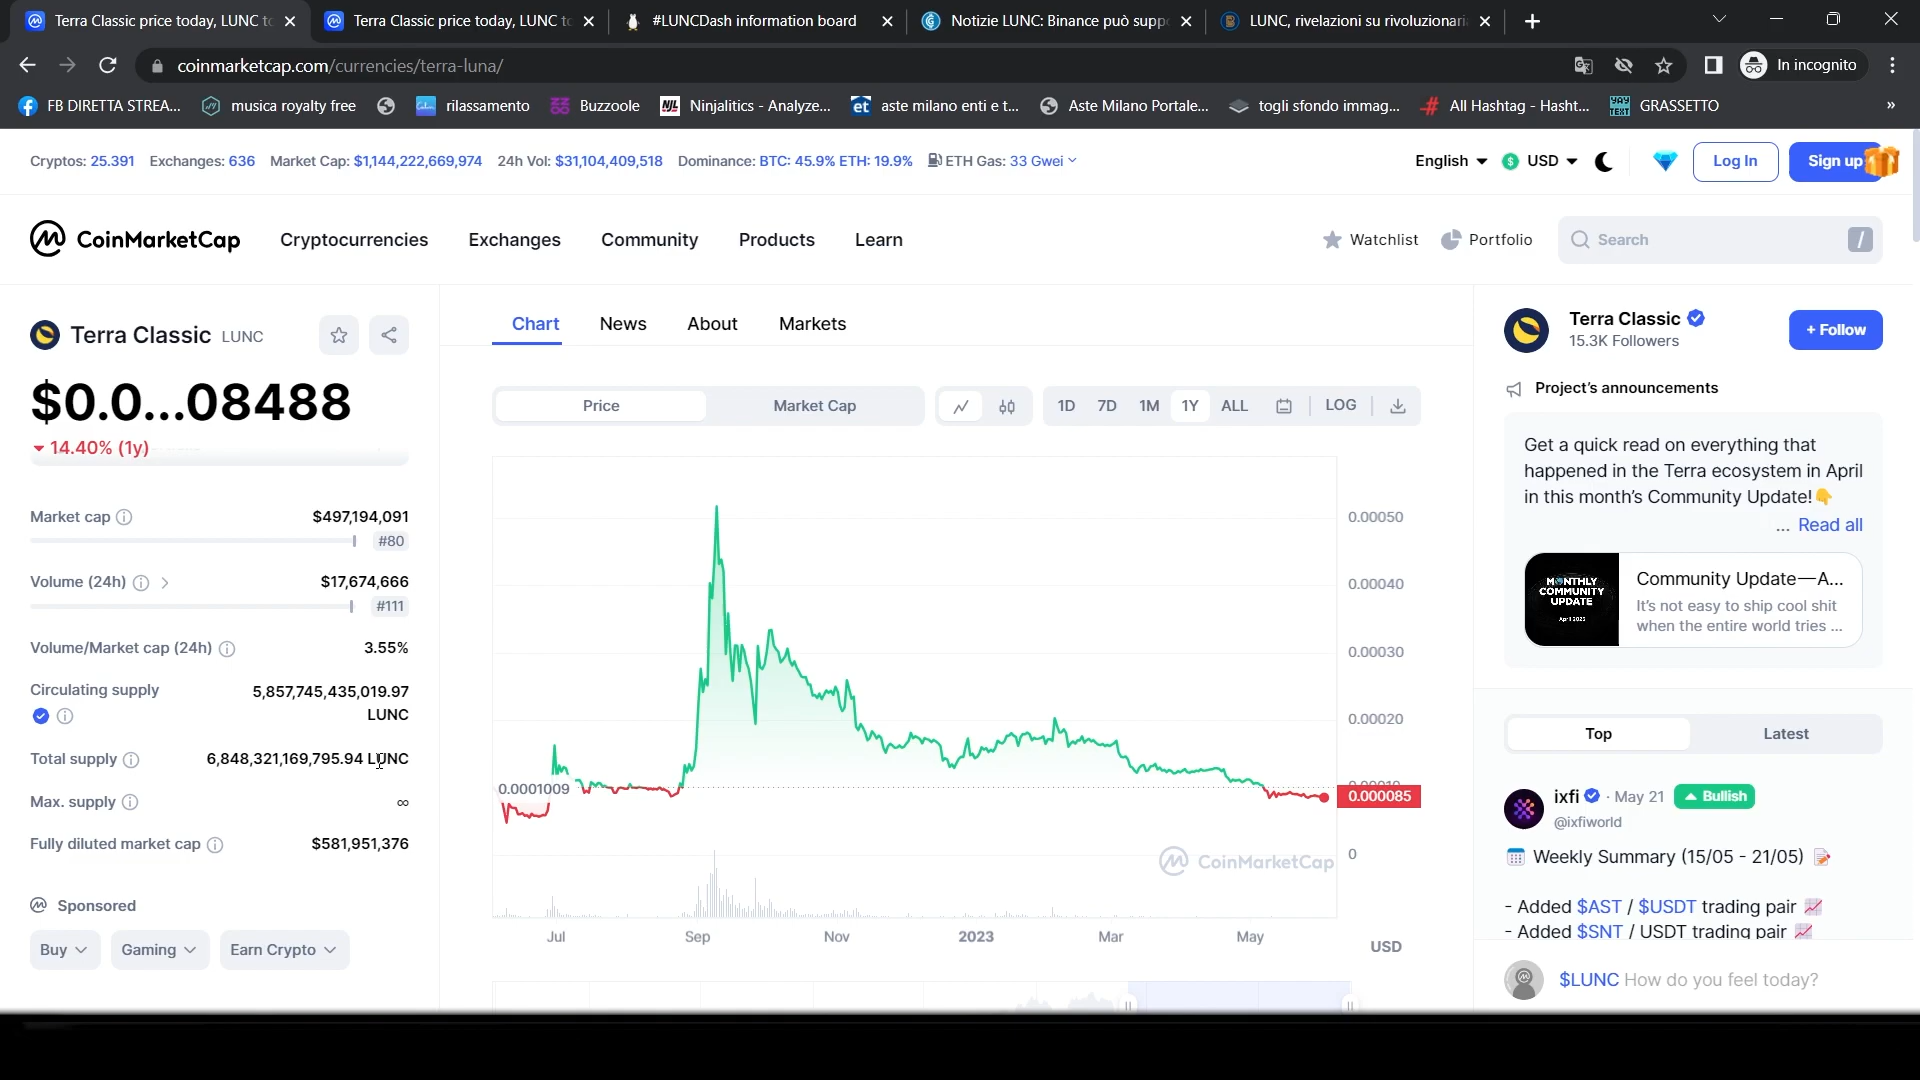 Terra Classic price today, LUNC to
Terra Classic price today, LUNC to
#LUNCDash information board
Notizie LUNC: Binance può suppo
LUNC, rivelazioni su rivoluzionari
coinmarketcap.com/currencies/terra-luna/
In incognito
FB DIRETTA STREA...
musica royalty free
rilassamento
Buzzoole
Ninjalitics - Analyze...
aste milano enti e t...
Aste Milano Portale...
togli sfondo immag...
All Hashtag - Hasht...
GRASSETTO
»
Cryptos: 25.391 Exchanges: 636 Market Cap: $1,144,222,669,974 24h Vol: $31,104,409,518 Dominance: BTC: 45.9% ETH: 19.9% ETH Gas: 33 Gwei
English
USD
Log In
Sign up
CoinMarketCap
Cryptocurrencies
Exchanges
Community
Products
Learn
Watchlist
Portfolio
Search
/
Terra Classic LUNC
$0.0...08488
14.40% (1y)
Market cap $497,194,091
#80
Volume (24h) $17,674,666
#111
Volume/Market cap (24h) 3.55%
Circulating supply 5,857,745,435,019.97
LUNC
Total supply 6,848,321,169,795.94 LUNC
Max. supply ∞
Fully diluted market cap $581,951,376
Sponsored
Buy
Gaming
Earn Crypto
Chart
News
About
Markets
Price
Market Cap
1D
7D
1M
1Y
ALL
LOG
0.00050
0.00040
0.00030
0.00020
0.00010
0.0001009
0.000085
0
CoinMarketCap
Jul
Sep
Nov
2023
Mar
May
USD
Terra Classic
15.3K Followers
+ Follow
Project's announcements
Get a quick read on everything that
happened in the Terra ecosystem in April
in this month's Community Update!👇
... Read all
MONTHLY
COMMUNITY
UPDATE
April 2023
Community Update—A...
It's not easy to ship cool shit
when the entire world tries ...
Top
Latest
ixfi · May 21 Bullish
@ixfiworld
🗓 Weekly Summary (15/05 - 21/05) 📝
- Added $AST / $USDT trading pair 📈
- Added $SNT / USDT trading pair 📈
$LUNC How do you feel today?